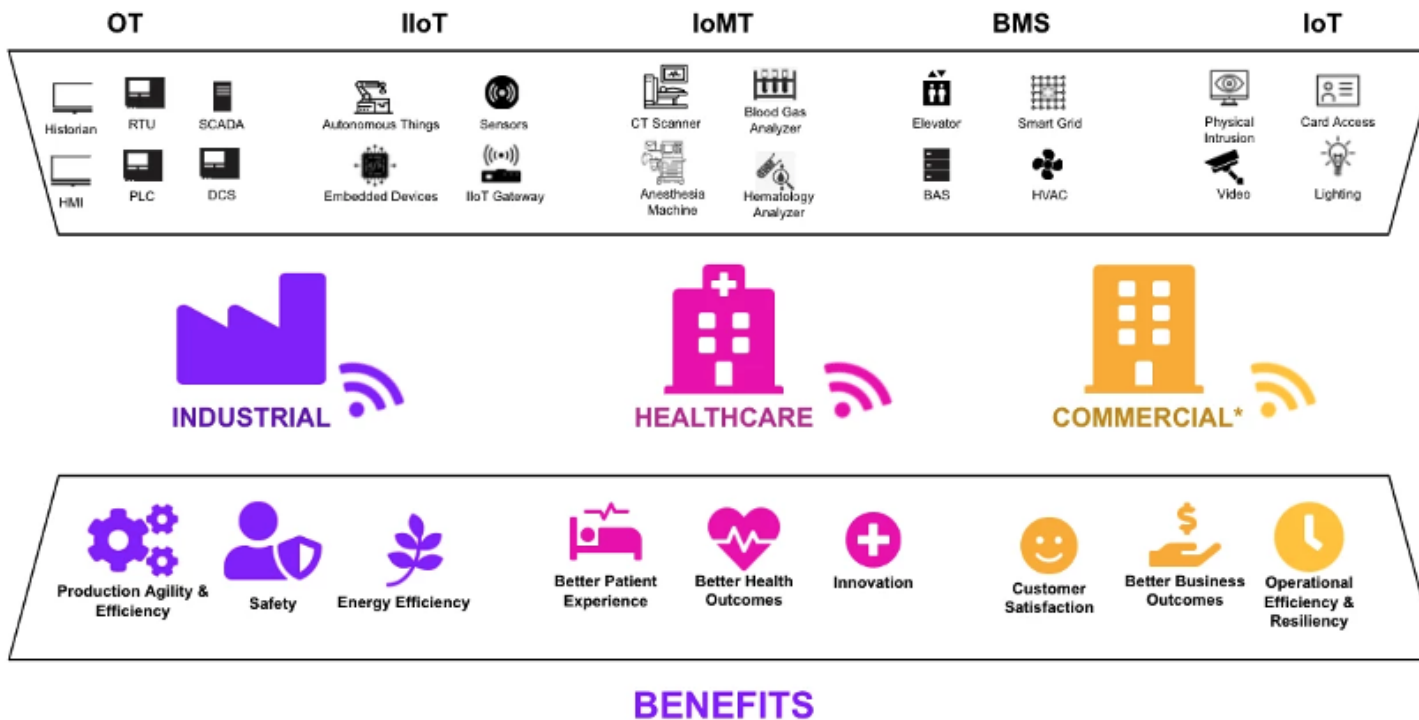 OT IIoT IoMT BMS IoT
Historian RTU SCADA Autonomous Things Sensors CT Scanner Blood Gas
Analyzer Elevator Smart Grid Physical
Intrusion Card Access
HMI PLC DCS Embedded Devices IIoT Gateway Anesthesia
Machine Hematology
Analyzer BAS HVAC Video Lighting
INDUSTRIAL HEALTHCARE COMMERCIAL*
Production Agility &
Efficiency
Safety
Energy Efficiency
Better Patient
Experience
Better Health
Outcomes
Innovation
Customer
Satisfaction
Better Business
Outcomes
Operational
Efficiency &
Resiliency
BENEFITS